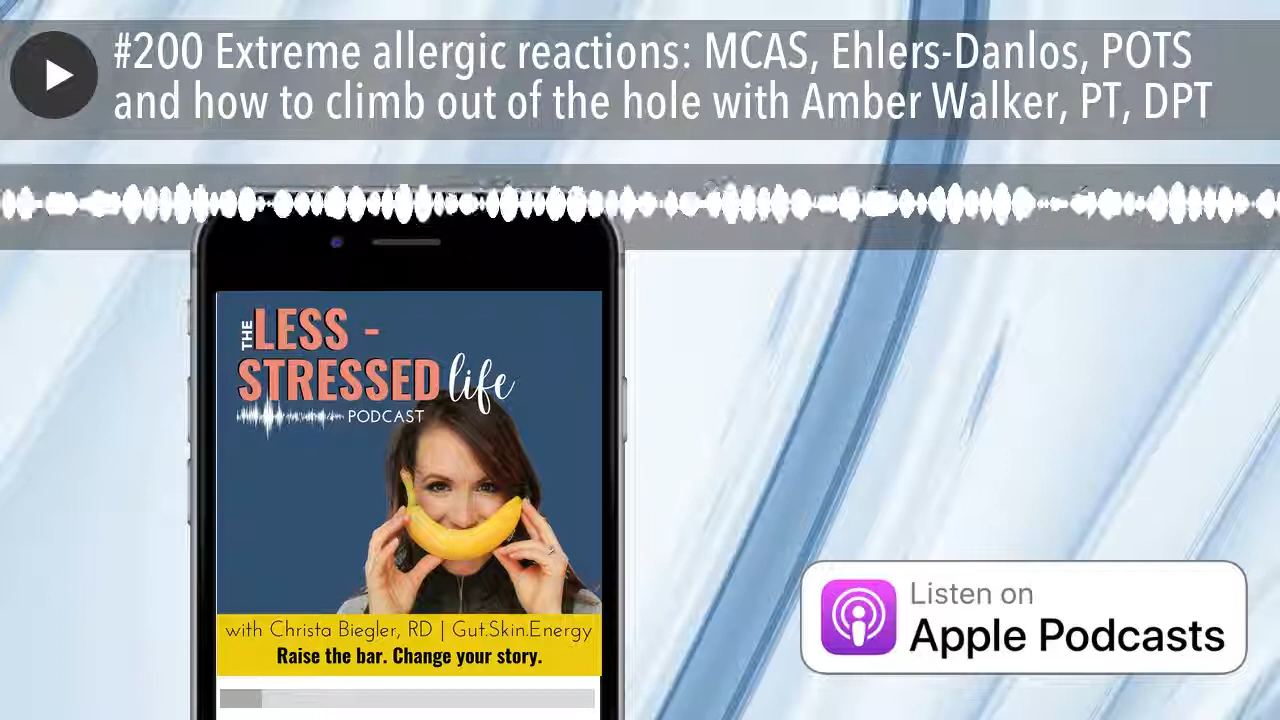 #200 Extreme allergic reactions: MCAS, Ehlers-Danlos, POTS
and how to climb out of the hole with Amber Walker, PT, DPT
THE LESS -
STRESSED life
PODCAST
with Christa Biegler, RD | Gut.Skin.Energy
Raise the bar. Change your story.
Listen on
Apple Podcasts